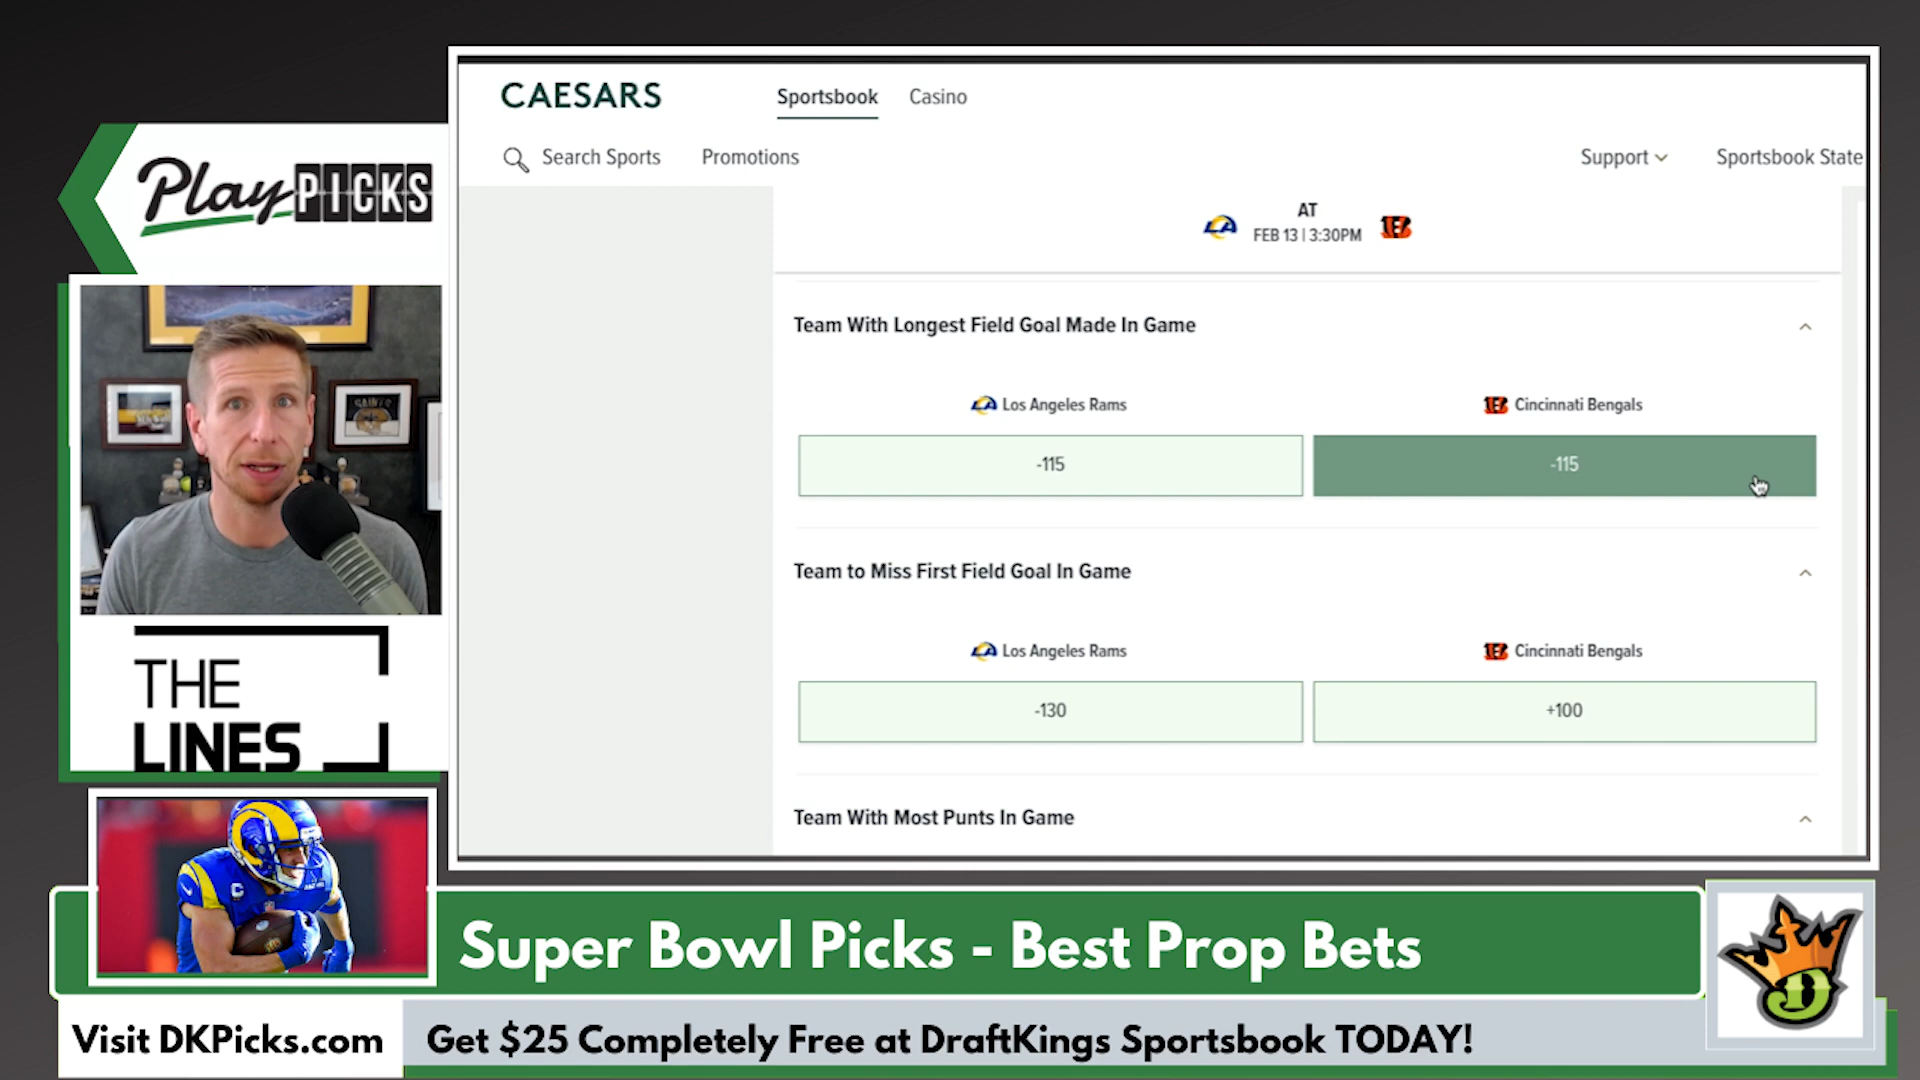 CAESARS
Sportsbook Casino
Search Sports Promotions Support Sportsbook State
AT
FEB 13 | 3:30PM
Team With Longest Field Goal Made In Game
Los Angeles Rams Cincinnati Bengals
-115 -115
Team to Miss First Field Goal In Game
Los Angeles Rams Cincinnati Bengals
-130 +100
Team With Most Punts In Game
Play PICKS
SAINTS
THE
LINES
C
Super Bowl Picks - Best Prop Bets
D
Visit DKPicks.com Get $25 Completely Free at DraftKings Sportsbook TODAY!